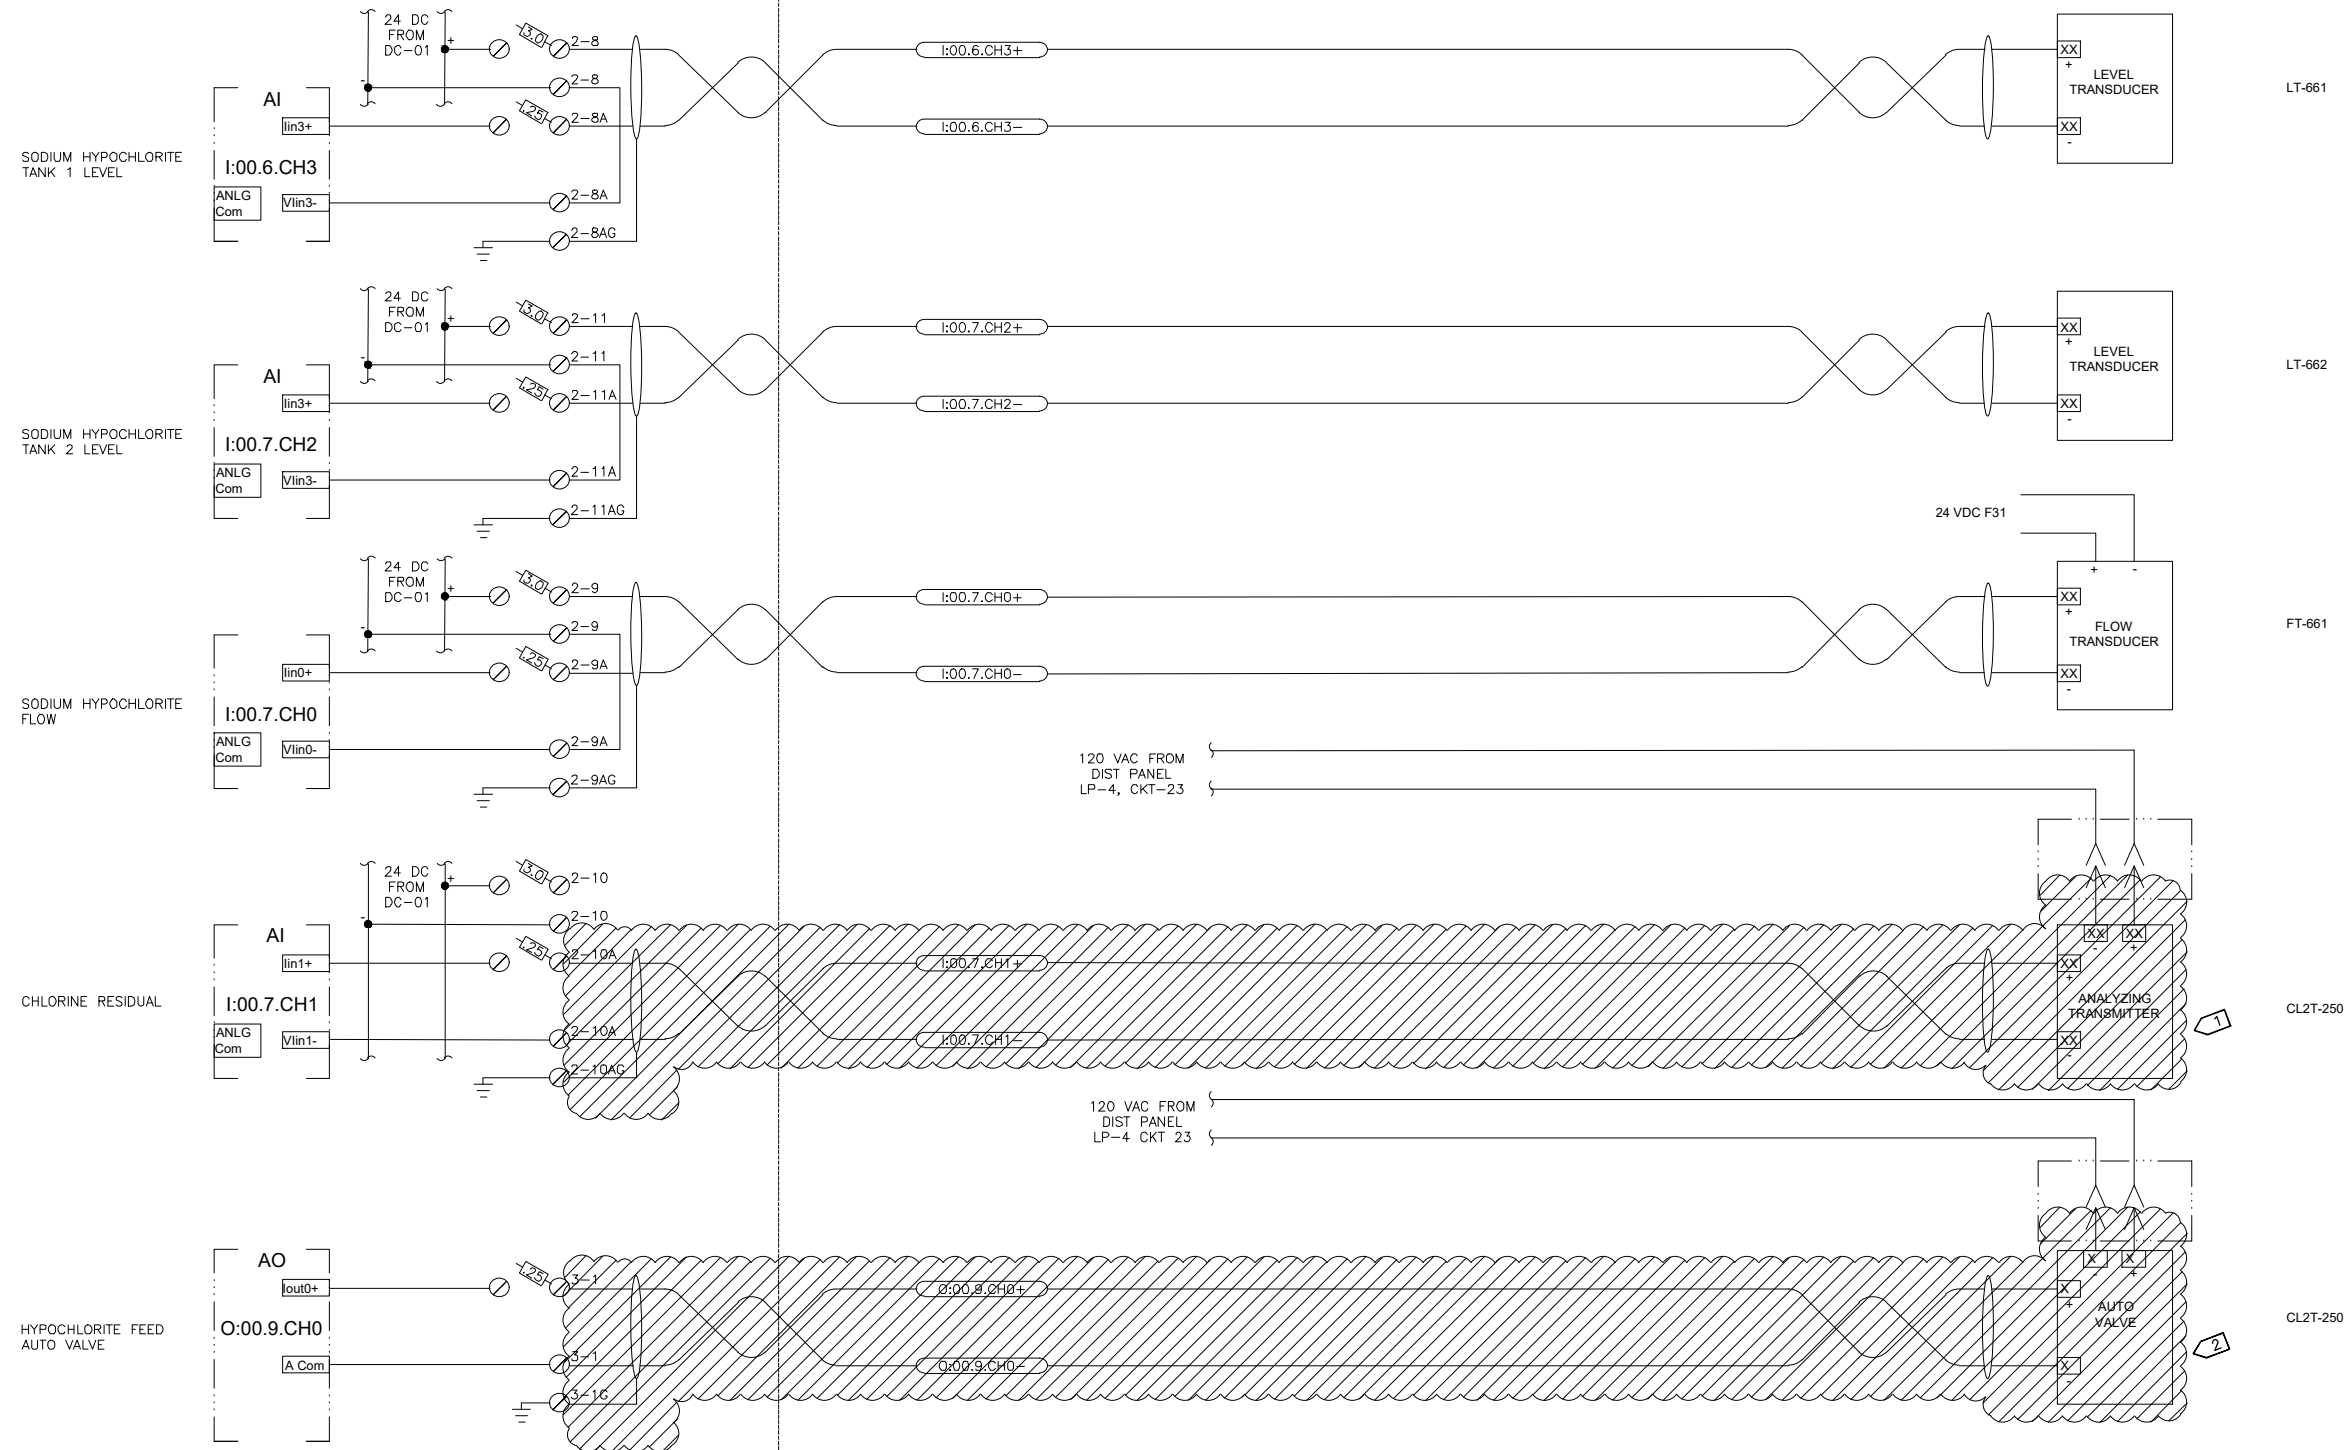 24 DC
FROM
DC-01
+
-
3.0
2-8
2-8
.25
2-8A
2-8A
2-8AG
AI
Iin3+
SODIUM HYPOCHLORITE
TANK 1 LEVEL
I:00.6.CH3
ANLG
Com
VIin3-
I:00.6.CH3+
I:00.6.CH3-
XX
+
LEVEL
TRANSDUCER
XX
-
LT-661
24 DC
FROM
DC-01
+
-
3.0
2-11
2-11
.25
2-11A
2-11A
2-11AG
AI
Iin3+
SODIUM HYPOCHLORITE
TANK 2 LEVEL
I:00.7.CH2
ANLG
Com
VIin3-
I:00.7.CH2+
I:00.7.CH2-
XX
+
LEVEL
TRANSDUCER
XX
-
LT-662
24 VDC F31
24 DC
FROM
DC-01
+
-
3.0
2-9
2-9
.25
2-9A
2-9A
2-9AG
Iin0+
SODIUM HYPOCHLORITE
FLOW
I:00.7.CH0
ANLG
Com
VIin0-
I:00.7.CH0+
I:00.7.CH0-
+ -
XX
+
FLOW
TRANSDUCER
XX
-
FT-661
120 VAC FROM
DIST PANEL
LP-4, CKT-23
24 DC
FROM
DC-01
+
-
3.0
2-10
2-10
.25
2-10A
2-10A
2-10AG
AI
Iin1+
CHLORINE RESIDUAL
I:00.7.CH1
ANLG
Com
VIin1-
I:00.7.CH1+
I:00.7.CH1-
XX XX
- +
XX
+
ANALYZING
TRANSMITTER
XX
-
1
CL2T-250
120 VAC FROM
DIST PANEL
LP-4 CKT 23
AO
Iout0+
HYPOCHLORITE FEED
AUTO VALVE
O:00.9.CH0
A Com
.25
3-1
3-1
3-1G
O:00.9.CH0+
O:00.9.CH0-
X X
- +
X
+
AUTO
VALVE
X
-
2
CL2T-250